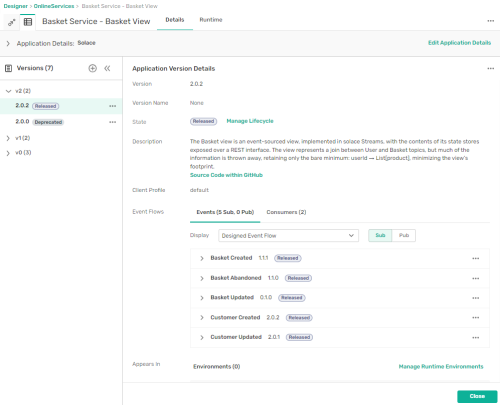 Designer › OnlineServices › Basket Service - Basket View
Basket Service - Basket View
Details
Runtime
Application Details: Solace
Edit Application Details
Versions (7)
v2 (2)
2.0.2 Released
2.0.0 Deprecated
v1 (2)
v0 (3)
Application Version Details
Version 2.0.2
Version Name None
State Released Manage Lifecycle
Description The Basket view is an event-sourced view, implemented in solace Streams, with the contents of its state stores
exposed over a REST interface. The view represents a join between User and Basket topics, but much of the
information is thrown away, retaining only the bare minimum: userId → List[product], minimizing the view's
footprint.
Source Code within GitHub
Client Profile default
Event Flows Events (5 Sub, 0 Pub) Consumers (2)
Display Designed Event Flow Sub Pub
Basket Created 1.1.1 Released
Basket Abandoned 1.1.0 Released
Basket Updated 0.1.0 Released
Customer Created 2.0.2 Released
Customer Updated 2.0.1 Released
Appears In Environments (0) Manage Runtime Environments
Close